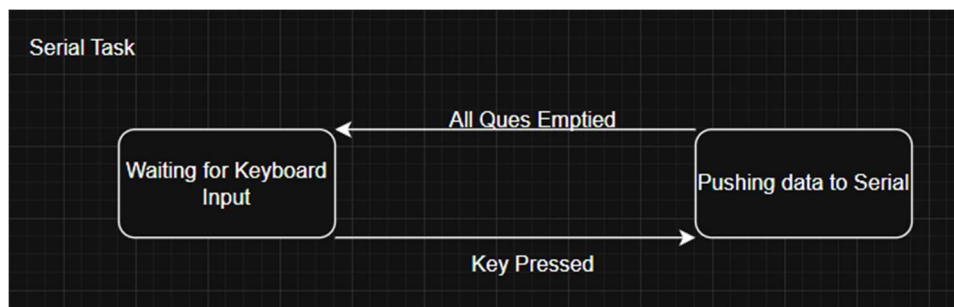 Serial Task
All Ques Emptied
Waiting for Keyboard
Input
Pushing data to Serial
Key Pressed